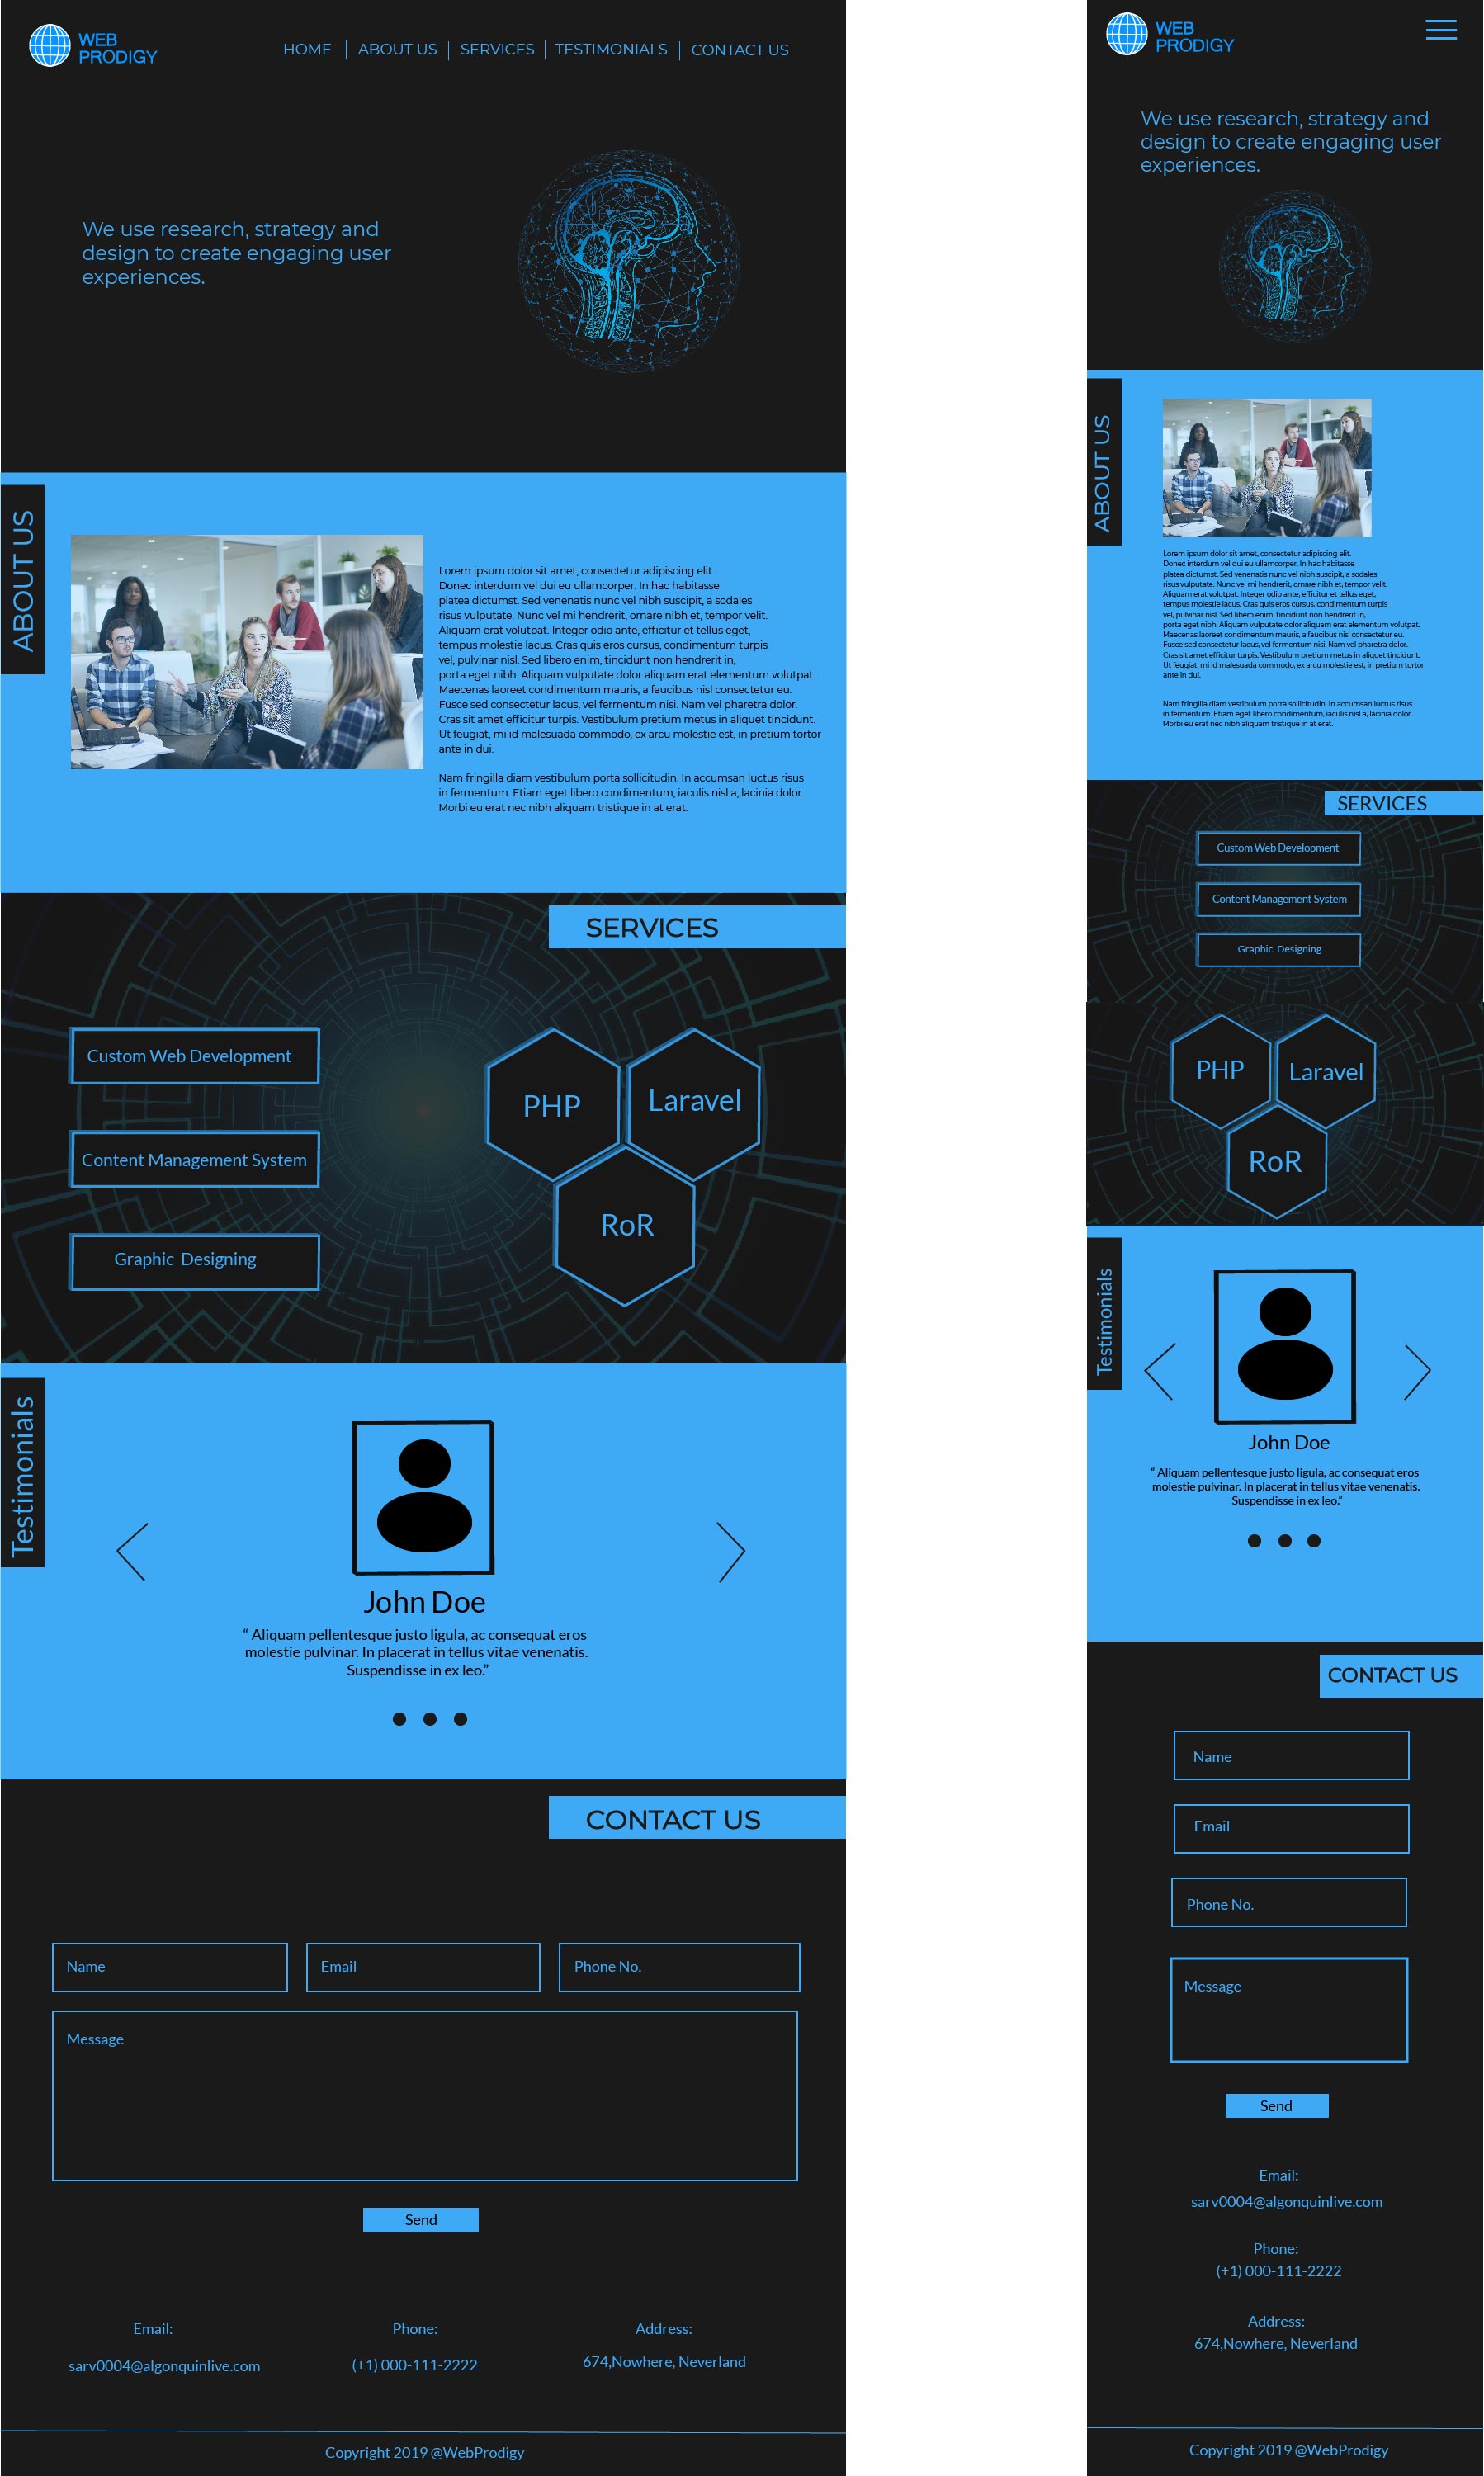 WEB
PRODIGY
HOME
ABOUT US
SERVICES
TESTIMONIALS
CONTACT US
We use research, strategy and
design to create engaging user
experiences.
ABOUT US
Lorem ipsum dolor sit amet, consectetur adipiscing elit.
Donec interdum vel dui eu ullamcorper. In hac habitasse
platea dictumst. Sed venenatis nunc vel nibh suscipit, a sodales
risus vulputate. Nunc vel mi hendrerit, ornare nibh et, tempor velit.
Aliquam erat volutpat. Integer odio ante, efficitur et tellus eget,
tempus molestie lacus. Cras quis eros cursus, condimentum turpis
vel, pulvinar nisl. Sed libero enim, tincidunt non hendrerit in,
porta eget nibh. Aliquam vulputate dolor aliquam erat elementum volutpat.
Maecenas laoreet condimentum mauris, a faucibus nisl consectetur eu.
Fusce sed consectetur lacus, vel fermentum nisi. Nam vel pharetra dolor.
Cras sit amet efficitur turpis. Vestibulum pretium metus in aliquet tincidunt.
Ut feugiat, mi id malesuada commodo, ex arcu molestie est, in pretium tortor
ante in dui.
Nam fringilla diam vestibulum porta sollicitudin. In accumsan luctus risus
in fermentum. Etiam eget libero condimentum, iaculis nisl a, lacinia dolor.
Morbi eu erat nec nibh aliquam tristique in at erat.
SERVICES
Custom Web Development
Content Management System
Graphic Designing
PHP
Laravel
RoR
Testimonials
John Doe
“ Aliquam pellentesque justo ligula, ac consequat eros
molestie pulvinar. In placerat in tellus vitae venenatis.
Suspendisse in ex leo.”
CONTACT US
Name
Email
Phone No.
Message
Send
Email:
sarv0004@algonquinlive.com
Phone:
(+1) 000-111-2222
Address:
674,Nowhere, Neverland
Copyright 2019 @WebProdigy
WEB
PRODIGY
We use research, strategy and
design to create engaging user
experiences.
ABOUT US
Lorem ipsum dolor sit amet, consectetur adipiscing elit.
Donec interdum vel dui eu ullamcorper. In hac habitasse
platea dictumst. Sed venenatis nunc vel nibh suscipit, a sodales
risus vulputate. Nunc vel mi hendrerit, ornare nibh et, tempor velit.
Aliquam erat volutpat. Integer odio ante, efficitur et tellus eget,
tempus molestie lacus. Cras quis eros cursus, condimentum turpis
vel, pulvinar nisl. Sed libero enim, tincidunt non hendrerit in,
porta eget nibh. Aliquam vulputate dolor aliquam erat elementum volutpat.
Maecenas laoreet condimentum mauris, a faucibus nisl consectetur eu.
Fusce sed consectetur lacus, vel fermentum nisi. Nam vel pharetra dolor.
Cras sit amet efficitur turpis. Vestibulum pretium metus in aliquet tincidunt.
Ut feugiat, mi id malesuada commodo, ex arcu molestie est, in pretium tortor
ante in dui.
Nam fringilla diam vestibulum porta sollicitudin. In accumsan luctus risus
in fermentum. Etiam eget libero condimentum, iaculis nisl a, lacinia dolor.
Morbi eu erat nec nibh aliquam tristique in at erat.
SERVICES
Custom Web Development
Content Management System
Graphic Designing
PHP
Laravel
RoR
Testimonials
John Doe
“ Aliquam pellentesque justo ligula, ac consequat eros
molestie pulvinar. In placerat in tellus vitae venenatis.
Suspendisse in ex leo.”
CONTACT US
Name
Email
Phone No.
Message
Send
Email:
sarv0004@algonquinlive.com
Phone:
(+1) 000-111-2222
Address:
674,Nowhere, Neverland
Copyright 2019 @WebProdigy